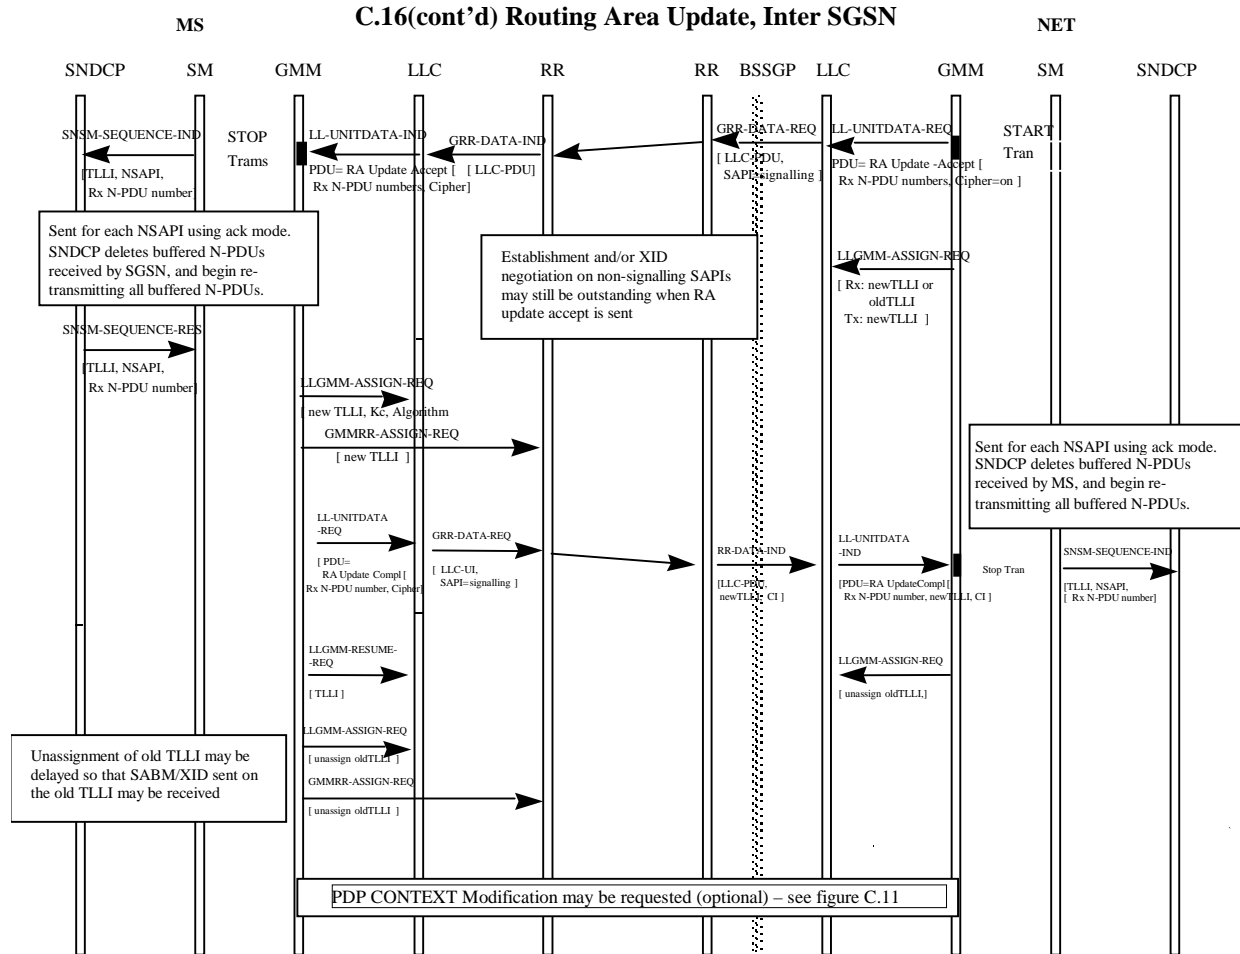 C.16(cont’d) Routing Area Update, Inter SGSN
MS
NET
SNDCP SM GMM LLC RR RR BSSGP LLC GMM SM SNDCP
SNSM-SEQUENCE-IND
[TLLI, NSAPI,
Rx N-PDU number]
STOP
Trams
LL-UNITDATA-IND
PDU= RA Update Accept [
Rx N-PDU numbers, Cipher]
GRR-DATA-IND
[ LLC-PDU]
GRR-DATA-REQ
[ LLC-PDU,
SAPI=signalling ]
LL-UNITDATA-REQ
PDU= RA Update -Accept [
Rx N-PDU numbers, Cipher=on ]
START
Tran
Sent for each NSAPI using ack mode.
SNDCP deletes buffered N-PDUs
received by SGSN, and begin re-
transmitting all buffered N-PDUs.
Establishment and/or XID
negotiation on non-signalling SAPIs
may still be outstanding when RA
update accept is sent
LLGMM-ASSIGN-REQ
[ Rx: newTLLI or
oldTLLI
Tx: newTLLI ]
SNSM-SEQUENCE-RES
[TLLI, NSAPI,
Rx N-PDU number]
LLGMM-ASSIGN-REQ
[ new TLLI, Kc, Algorithm
GMMRR-ASSIGN-REQ
[ new TLLI ]
Sent for each NSAPI using ack mode.
SNDCP deletes buffered N-PDUs
received by MS, and begin re-
transmitting all buffered N-PDUs.
LL-UNITDATA
-REQ
[ PDU=
RA Update Compl [
Rx N-PDU number, Cipher]
GRR-DATA-REQ
[ LLC-UI,
SAPI=signalling ]
RR-DATA-IND
[LLC-PDU,
newTLLI, CI ]
LL-UNITDATA
-IND
[PDU=RA UpdateCompl [
Rx N-PDU number, newTLLI, CI ]
Stop Tran
SNSM-SEQUENCE-IND
[TLLI, NSAPI,
[ Rx N-PDU number]
LLGMM-RESUME-
-REQ
[ TLLI ]
LLGMM-ASSIGN-REQ
[ unassign oldTLLI,]
LLGMM-ASSIGN-REQ
[ unassign oldTLLI ]
GMMRR-ASSIGN-REQ
[ unassign oldTLLI ]
Unassignment of old TLLI may be
delayed so that SABM/XID sent on
the old TLLI may be received
PDP CONTEXT Modification may be requested (optional) – see figure C.11